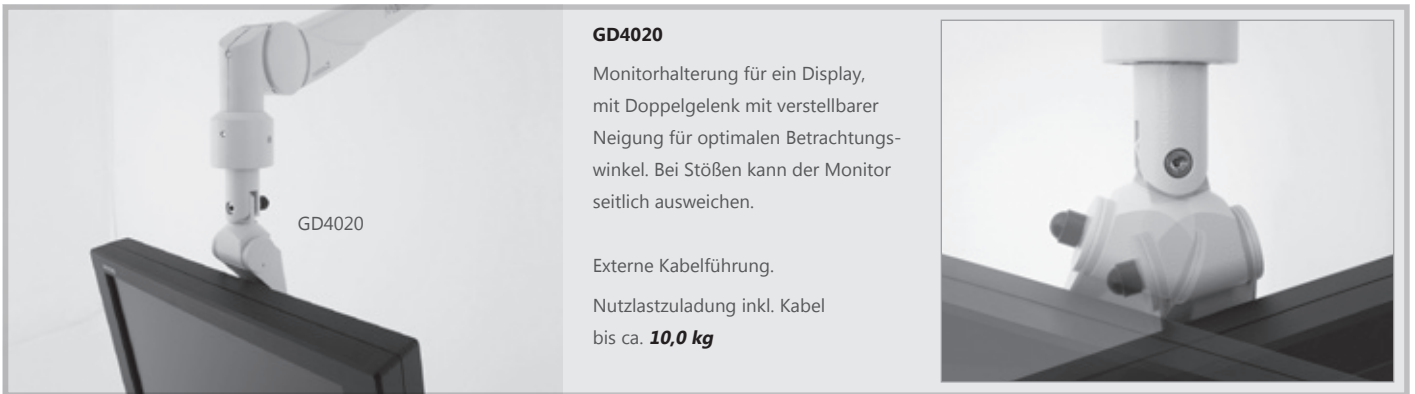 GD4020
GD4020
Monitorhalterung für ein Display,
mit Doppelgelenk mit verstellbarer
Neigung für optimalen Betrachtungs-
winkel. Bei Stößen kann der Monitor
seitlich ausweichen.
Externe Kabelführung.
Nutzlastzuladung inkl. Kabel
bis ca. 10,0 kg